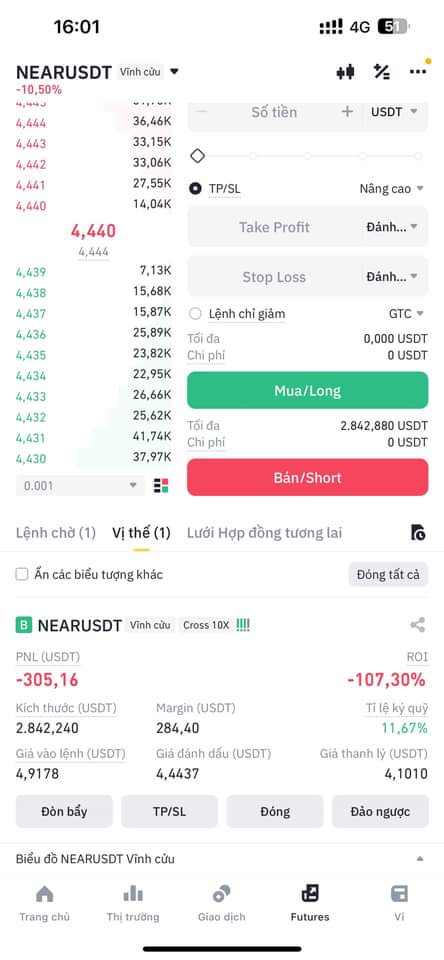 16:01
4G 51
NEARUSDT Vĩnh cửu
-10,50%
Số tiền USDT
4,444 36,46K
4,443 33,15K
4,442 33,06K
4,441 27,55K
4,440 14,04K
TP/SL Nâng cao
4,440
4,444
Take Profit Đánh...
Stop Loss Đánh...
4,439 7,13K
4,438 15,68K
4,437 15,87K
4,436 25,89K
4,435 23,82K
4,434 22,95K
4,433 26,66K
4,432 25,62K
4,431 41,74K
4,430 37,97K
0.001
Lệnh chỉ giảm GTC
Tối đa 0,000 USDT
Chi phí 0 USDT
Mua/Long
Tối đa 2.842,880 USDT
Chi phí 0 USDT
Bán/Short
Lệnh chờ (1) Vị thế (1) Lưới Hợp đồng tương lai
Ẩn các biểu tượng khác Đóng tất cả
B NEARUSDT Vĩnh cửu Cross 10X !!!!
PNL (USDT) ROI
-305,16 -107,30%
Kích thước (USDT) Margin (USDT) Tỉ lệ ký quỹ
2.842,240 284,40 11,67%
Giá vào lệnh (USDT) Giá đánh dấu (USDT) Giá thanh lý (USDT)
4,9178 4,4437 4,1010
Đòn bẩy TP/SL Đóng Đảo ngược
Biểu đồ NEARUSDT Vĩnh cửu
Trang chủ Thị trường Giao dịch Futures Ví